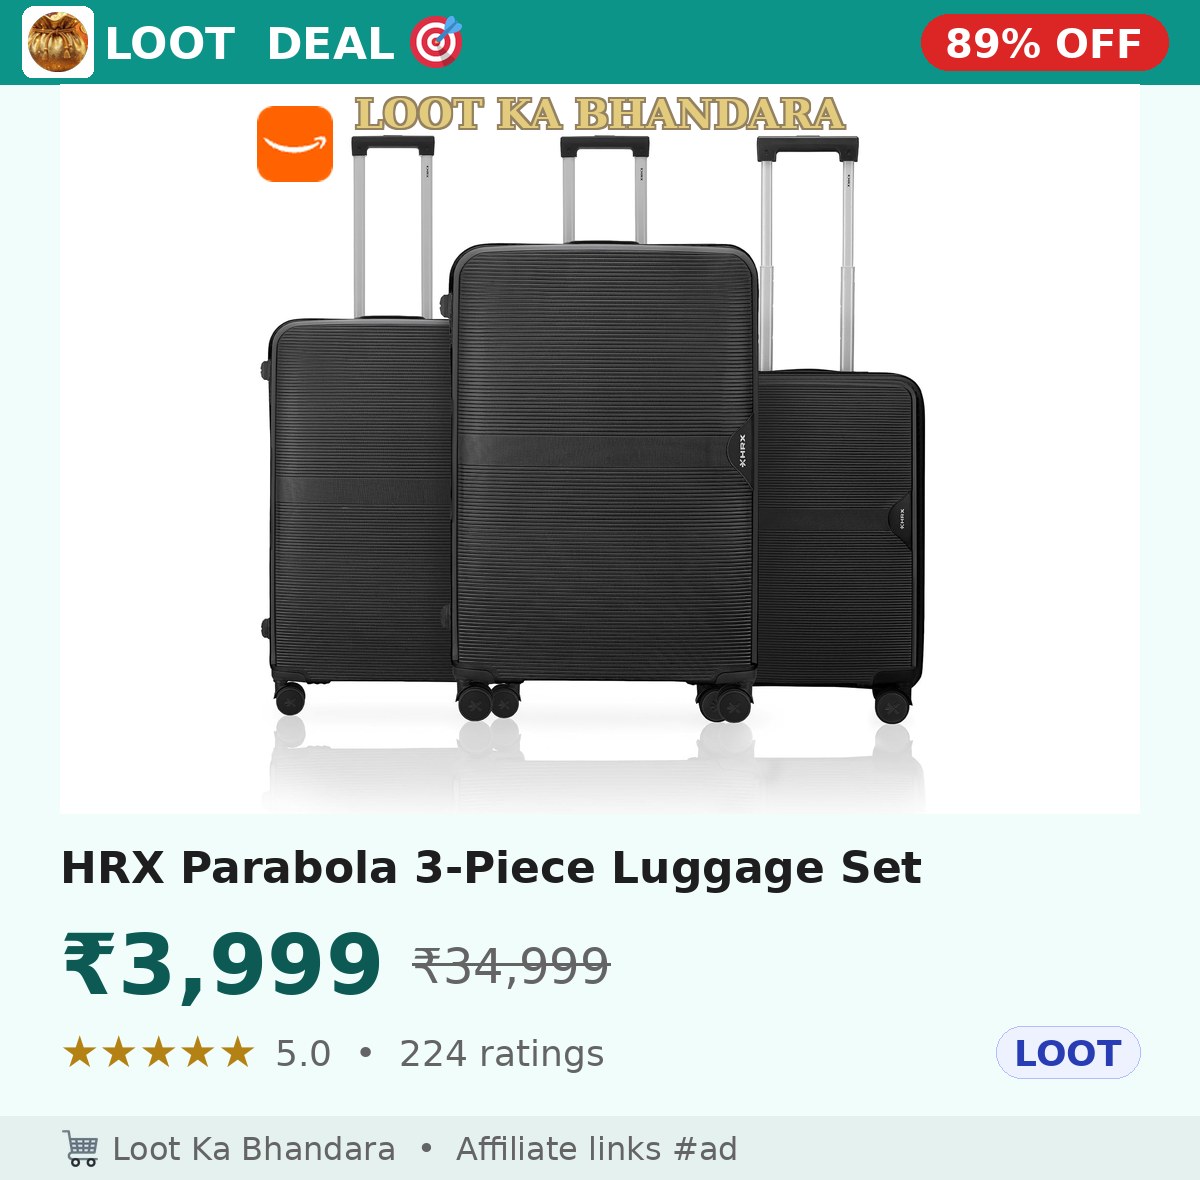 LOOT DEAL 🎯
89% OFF
LOOT KA BHANDARA
HRX
HRX
HRX Parabola 3-Piece Luggage Set
₹3,999 ₹34,999
★★★★★ 5.0 • 224 ratings
LOOT
🛒 Loot Ka Bhandara • Affiliate links #ad